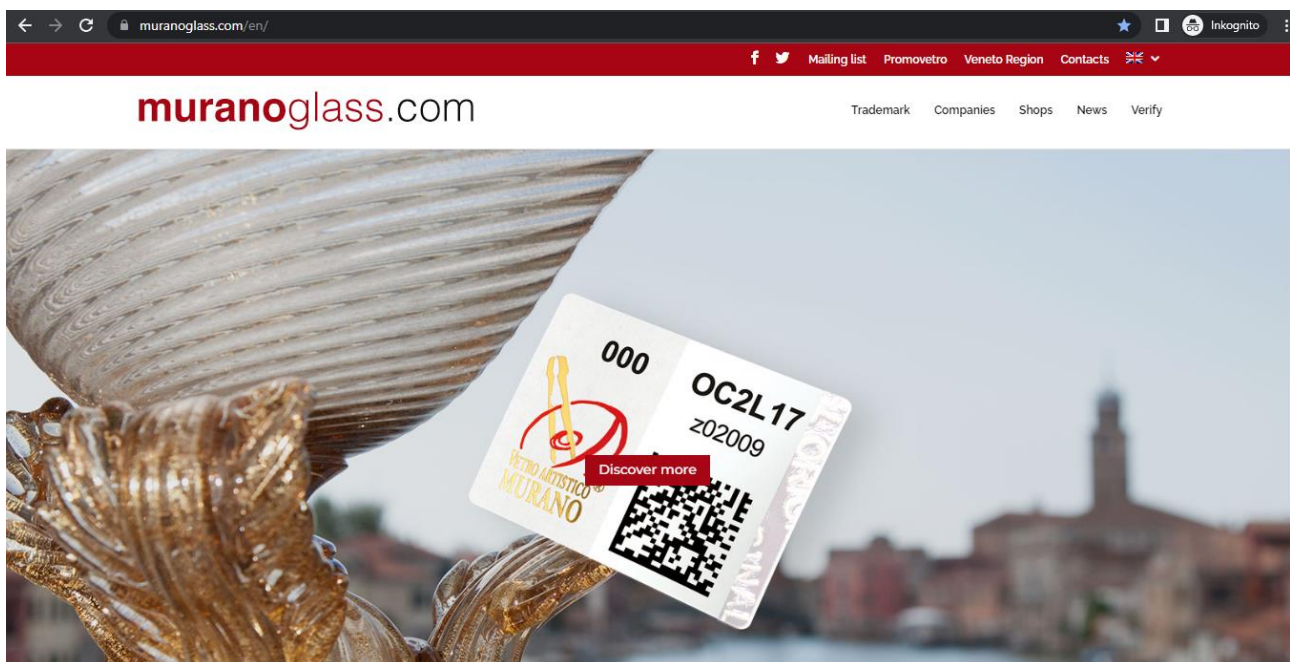 muranoglass.com/en/
Inkognito
Mailing list Promovetro Veneto Region Contacts
muranoglass.com
Trademark Companies Shops News Verify
000
OC2L17
z02009
Discover more
VETRO ARTISTICO®
MURANO